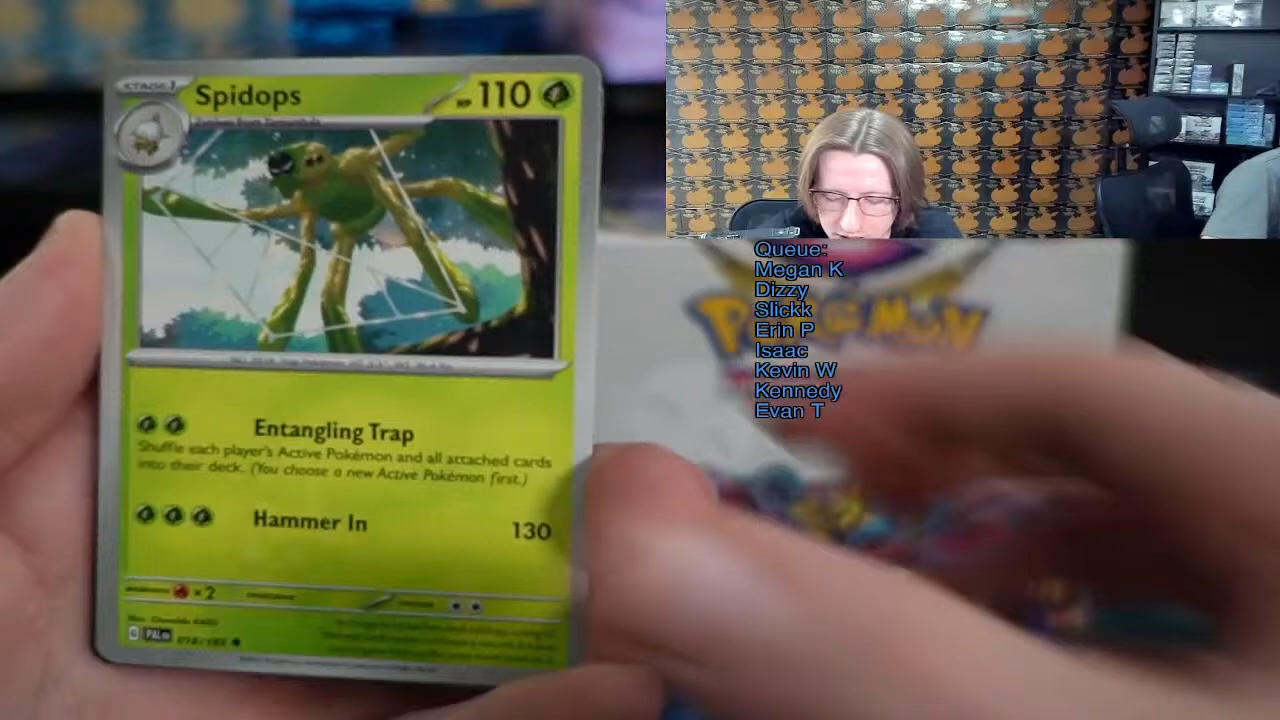 STAGE 1
Spidops
HP 110
Entangling Trap
Shuffle each player's Active Pokémon and all attached cards
into their deck. (You choose a new Active Pokémon first.)
Hammer In
130
× 2
PAL
Queue:
Megan K
Dizzy
Slickk
Erin P
Isaac
Kevin W
Kennedy
Evan T
POKÉMON